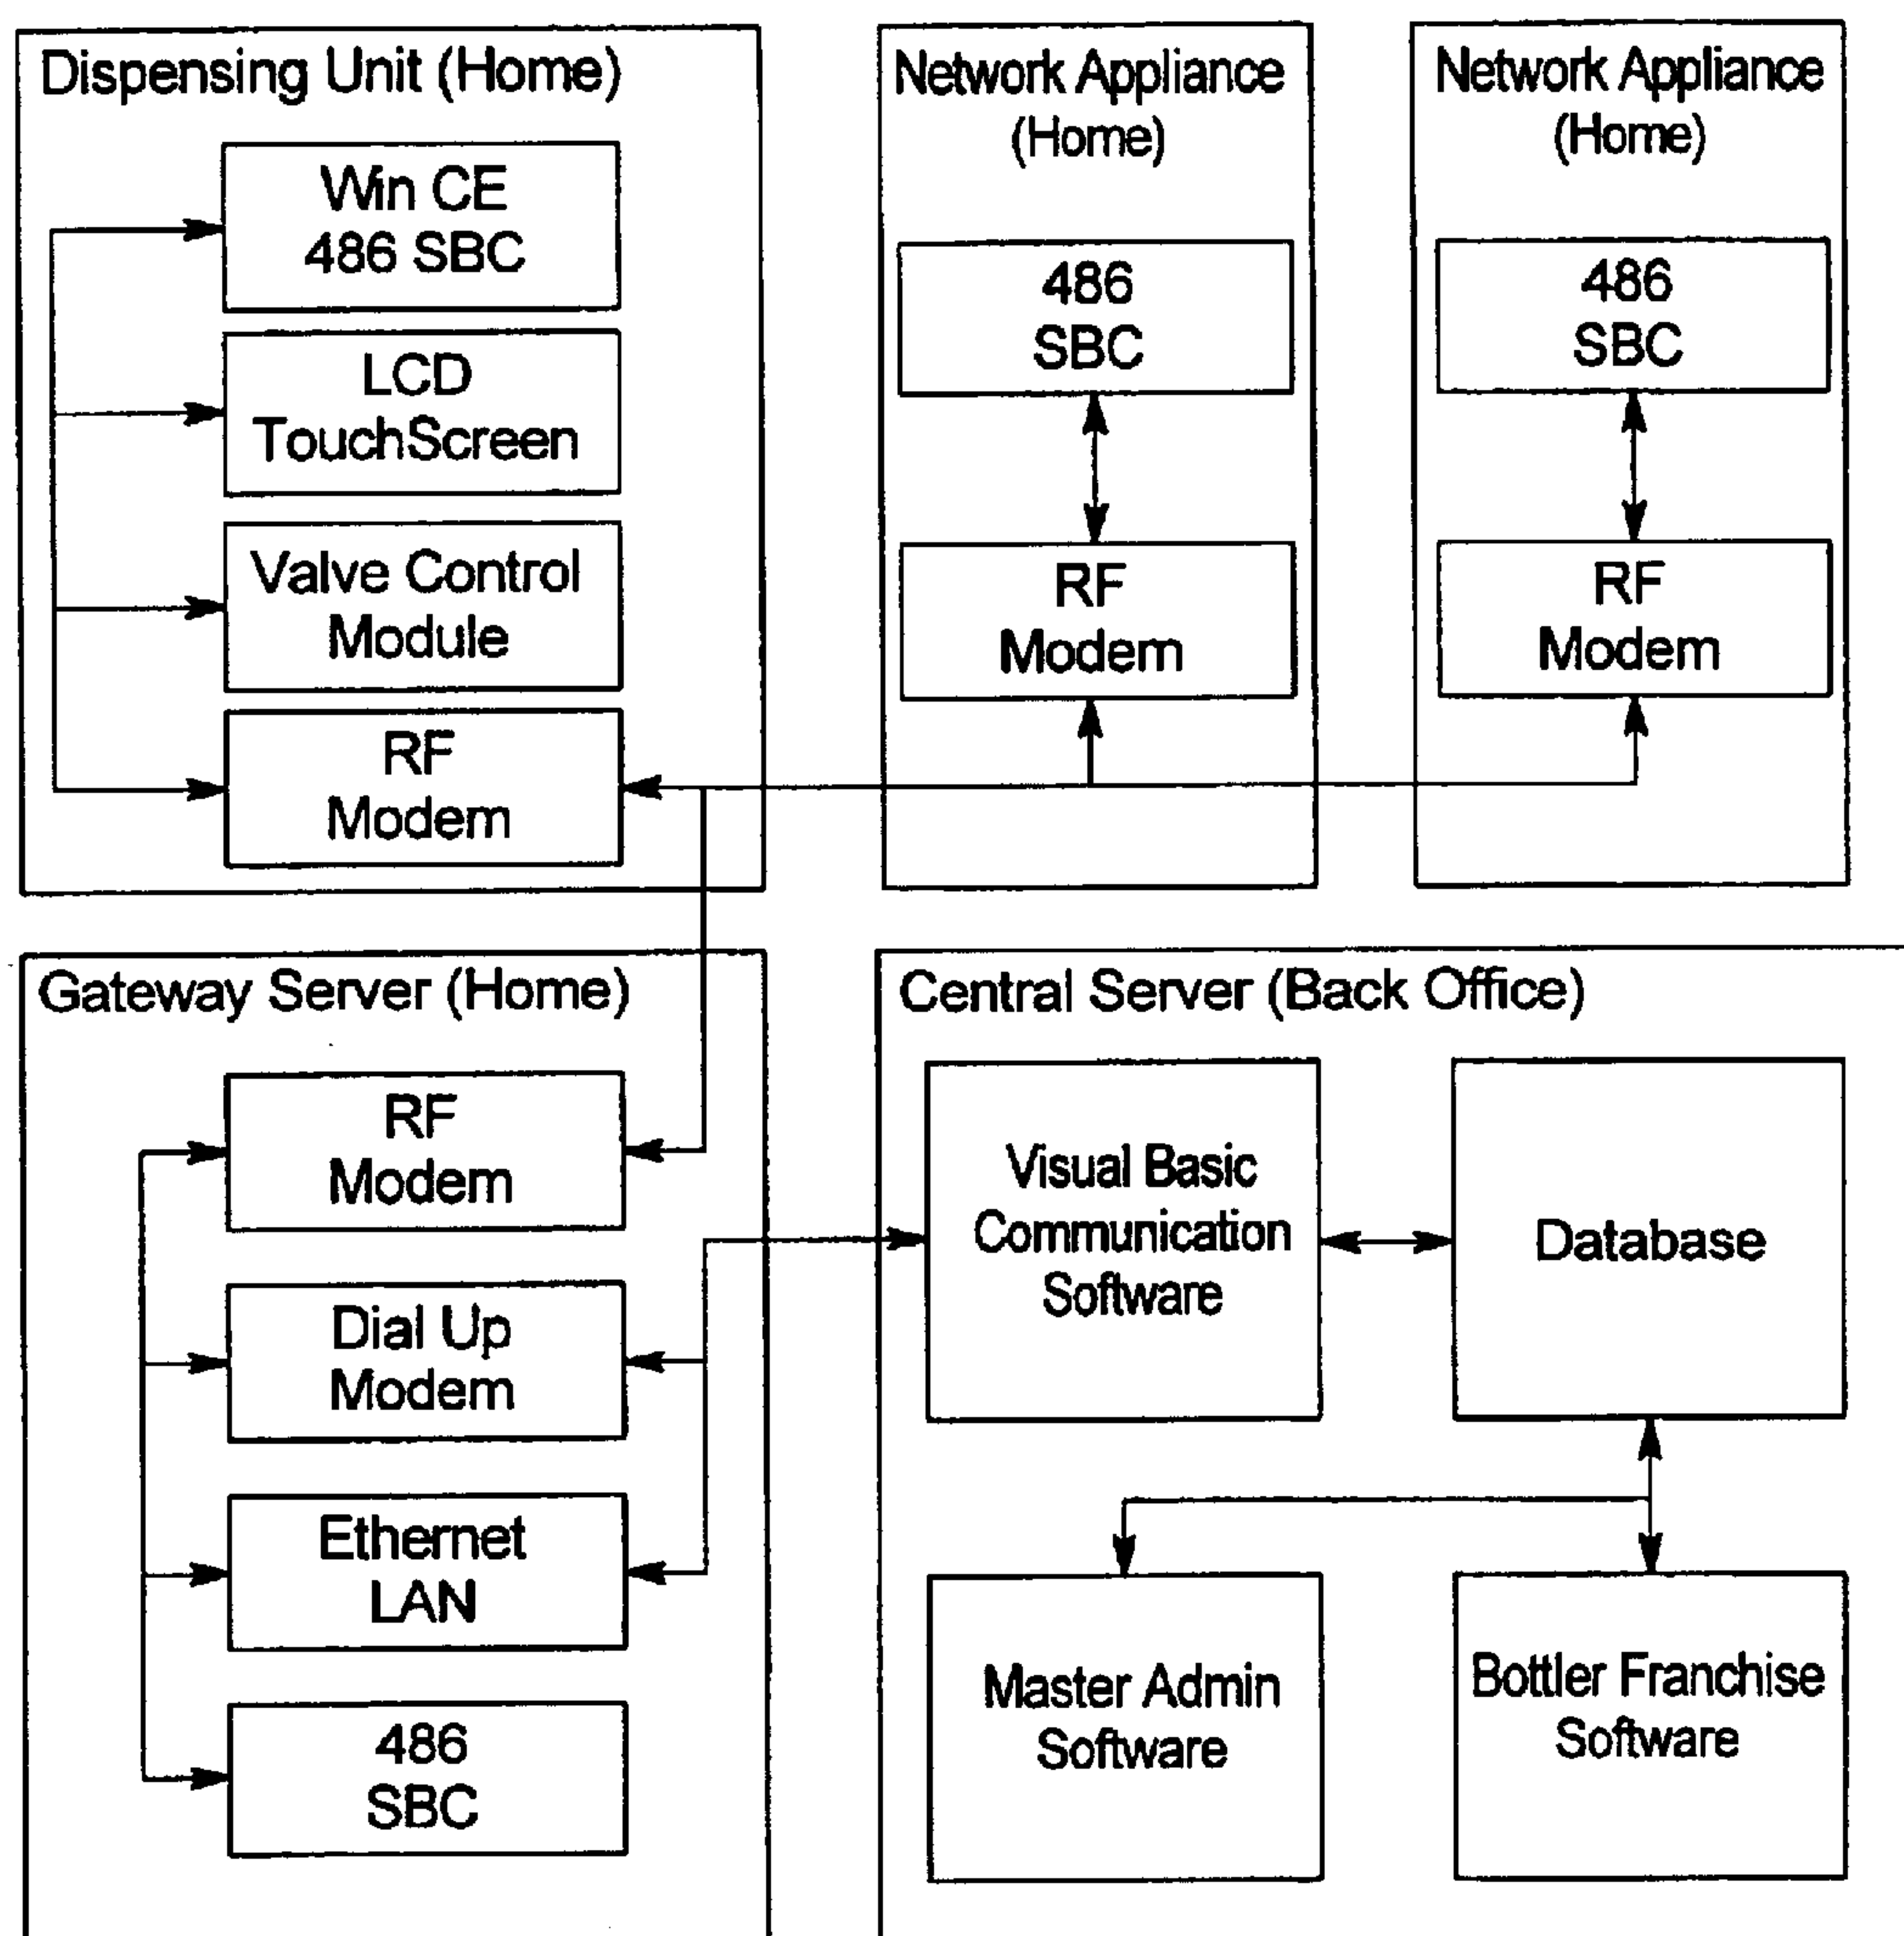 Dispensing Unit (Home)
Win CE
486 SBC
LCD
TouchScreen
Valve Control
Module
RF
Modem
Network Appliance
(Home)
486
SBC
RF
Modem
Network Appliance
(Home)
486
SBC
RF
Modem
Gateway Server (Home)
RF
Modem
Dial Up
Modem
Ethernet
LAN
486
SBC
Central Server (Back Office)
Visual Basic
Communication
Software
Database
Master Admin
Software
Bottler Franchise
Software